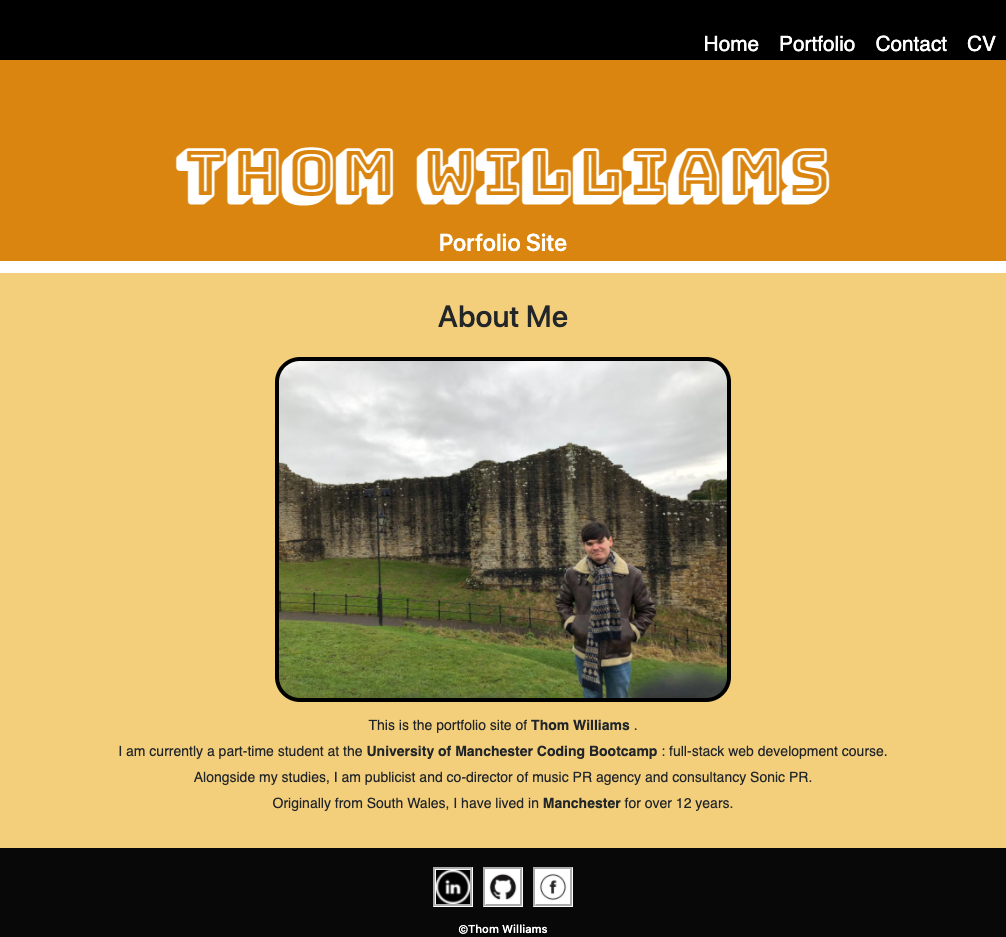 Home Portfolio Contact CV
THOM WILLIAMS
Porfolio Site
About Me
This is the portfolio site of Thom Williams .
I am currently a part-time student at the University of Manchester Coding Bootcamp : full-stack web development course.
Alongside my studies, I am publicist and co-director of music PR agency and consultancy Sonic PR.
Originally from South Wales, I have lived in Manchester for over 12 years.
in f
©Thom Williams